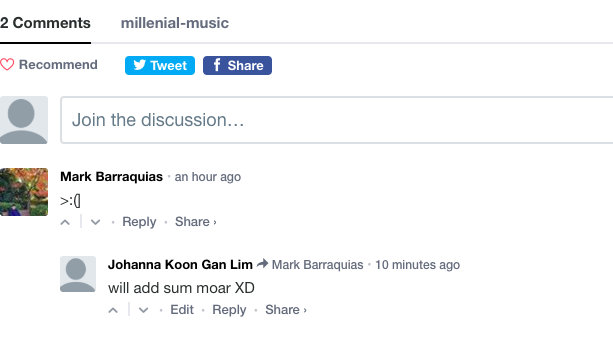 2 Comments millenial-music
Recommend Tweet Share
Join the discussion…
Mark Barraquias • an hour ago
>:(]
• Reply • Share ›
Johanna Koon Gan Lim Mark Barraquias • 10 minutes ago
will add sum moar XD
• Edit • Reply • Share ›